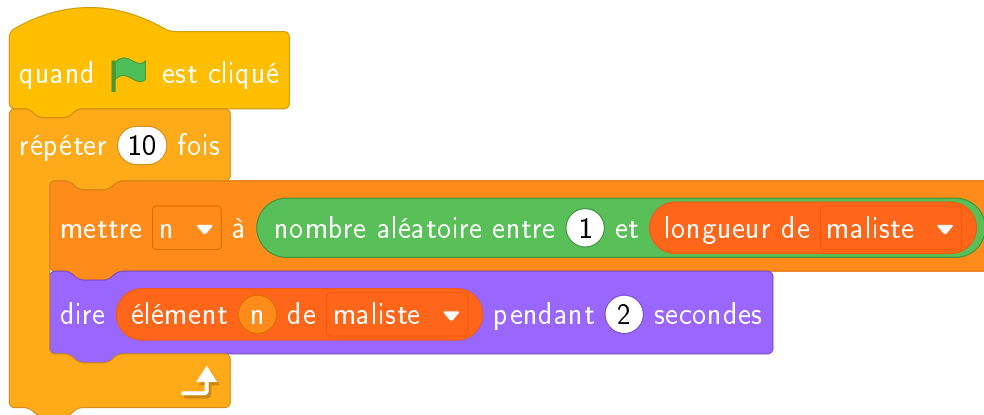 quand est cliqué
répéter 10 fois
mettre n à nombre aléatoire entre 1 et longueur de maliste
dire élément n de maliste pendant 2 secondes